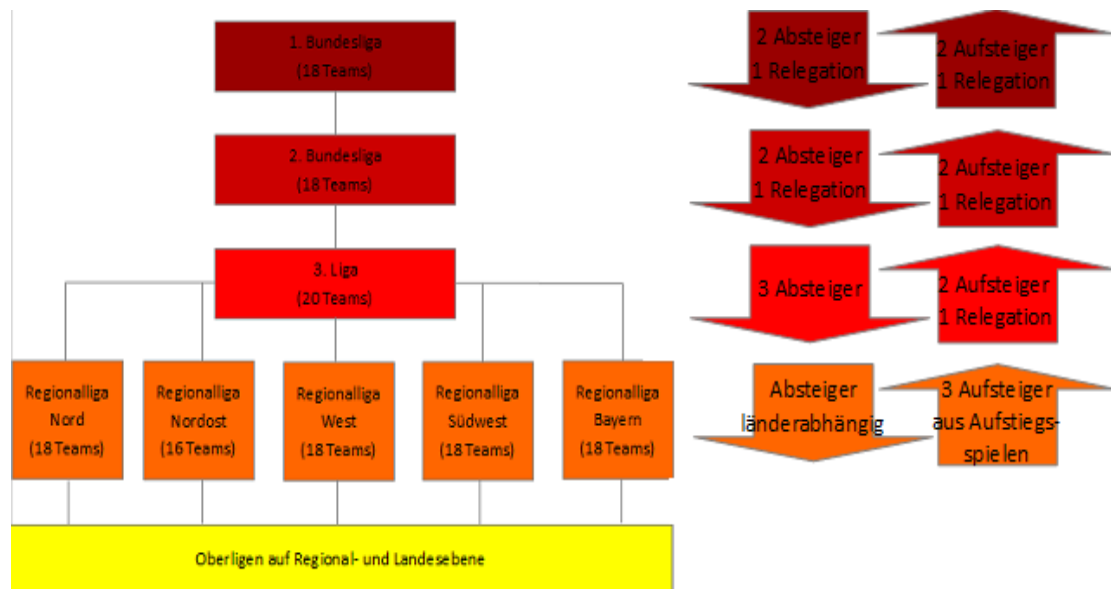 1. Bundesliga
(18 Teams)
2 Absteiger
1 Relegation
2 Aufsteiger
1 Relegation
2. Bundesliga
(18 Teams)
2 Absteiger
1 Relegation
2 Aufsteiger
1 Relegation
3. Liga
(20 Teams)
3 Absteiger
2 Aufsteiger
1 Relegation
Regionalliga
Nord
(18 Teams)
Regionalliga
Nordost
(16 Teams)
Regionalliga
West
(18 Teams)
Regionalliga
Südwest
(18 Teams)
Regionalliga
Bayern
(18 Teams)
Absteiger
länderabhängig
3 Aufsteiger
aus Aufstiegs-
spielen
Oberligen auf Regional- und Landesebene